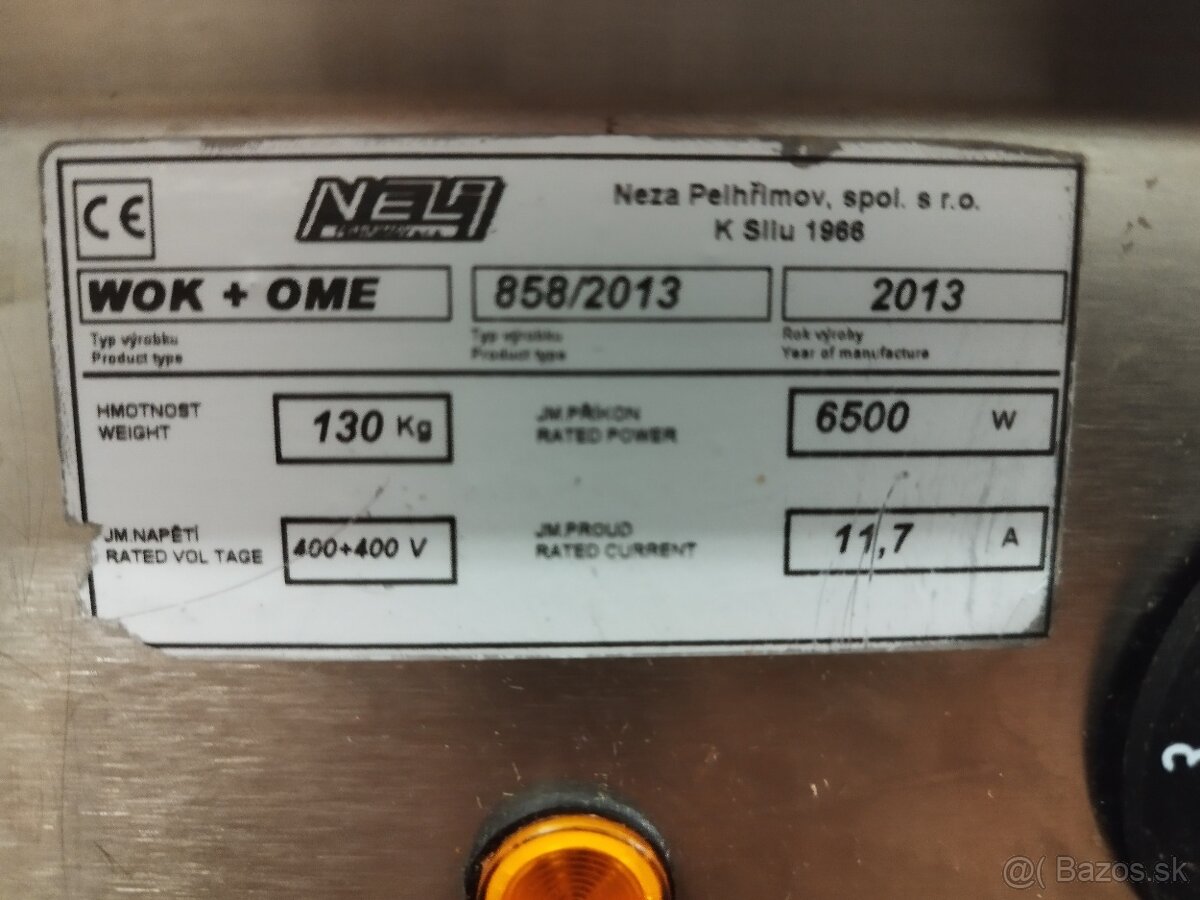 CE
NEZA
Neza Pelhřimov, spol. s r.o.
K Silu 1966
WOK + OME
858/2013
2013
Typ výrobku
Product type
Typ výrobku
Product type
Rok výroby
Year of manufacture
HMOTNOST
WEIGHT
130 Kg
JM.PŘÍKON
RATED POWER
6500 W
JM.NAPĚTÍ
RATED VOL TAGE
400+400 V
JM.PROUD
RATED CURRENT
11,7 A
3
@( Bazos.sk